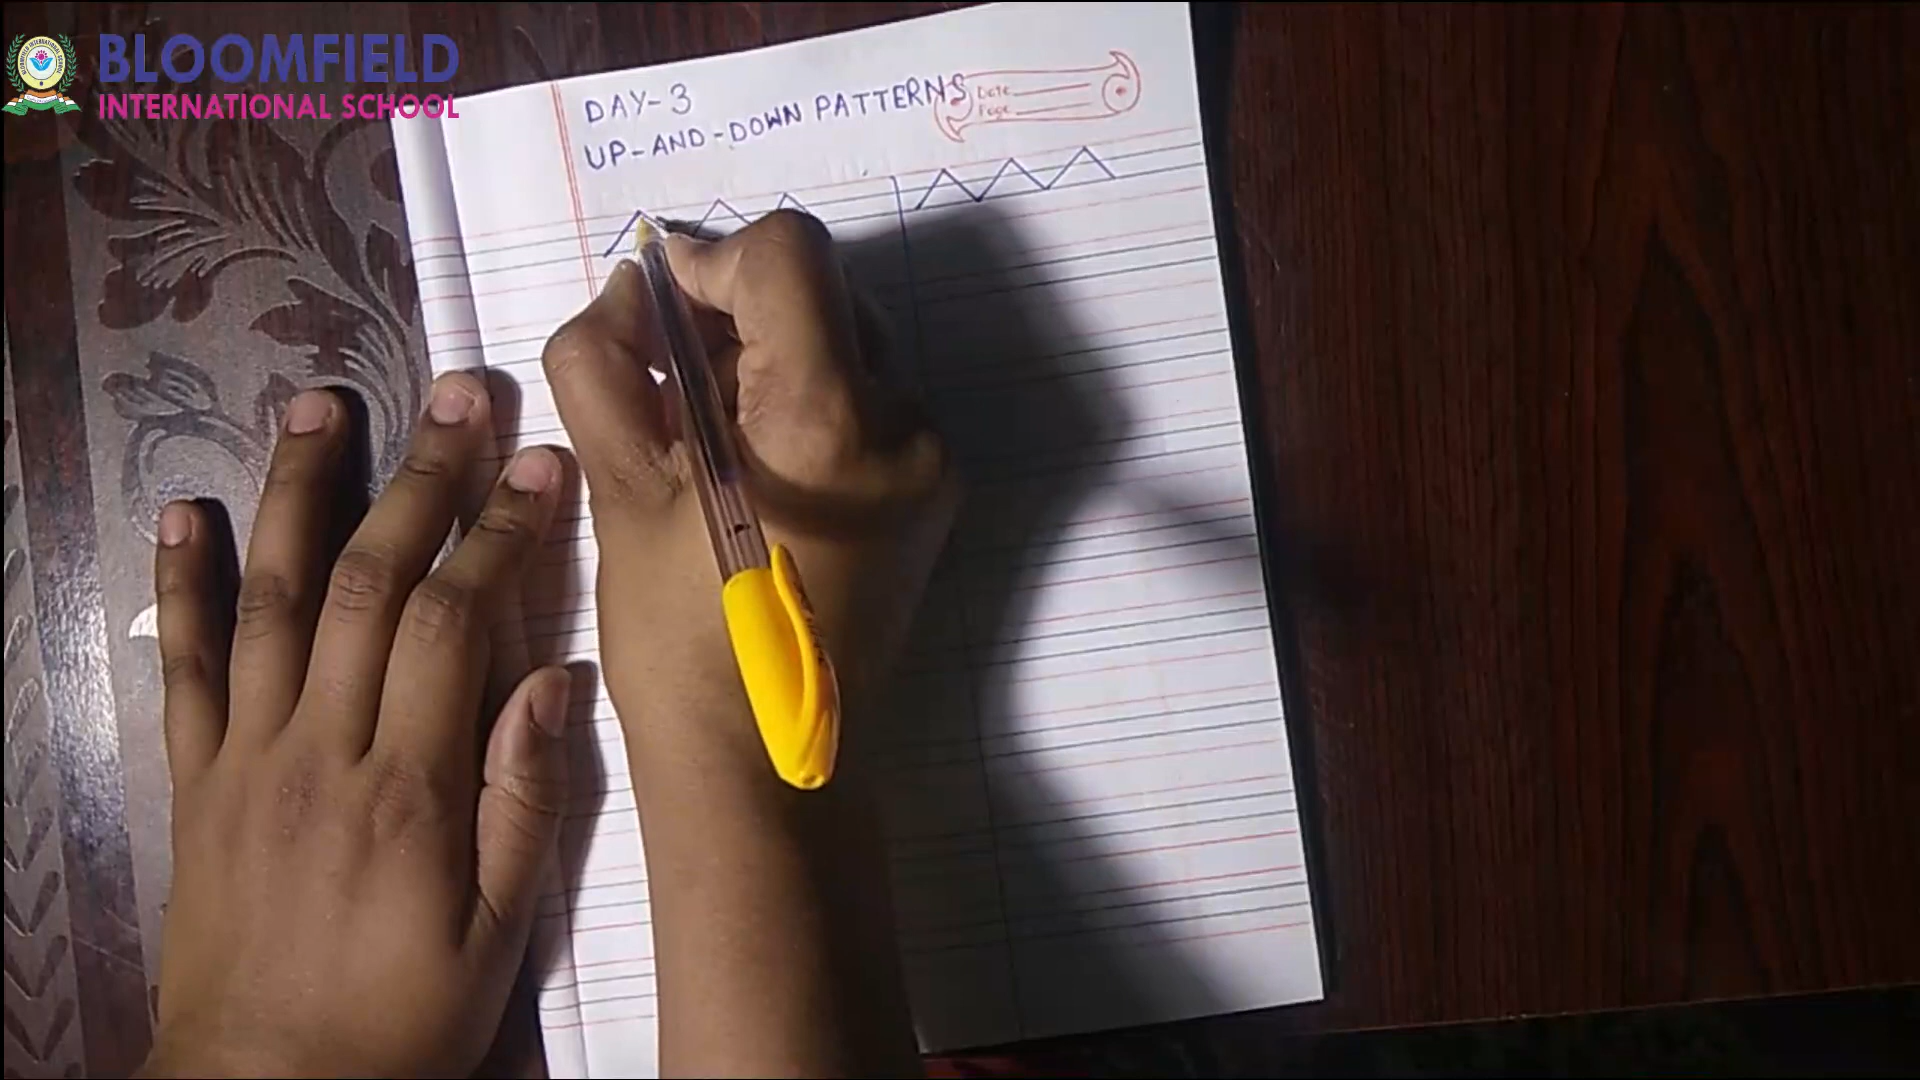 BLOOMFIELD
INTERNATIONAL SCHOOL
DAY-3
UP-AND-DOWN PATTERNS
Date
Page